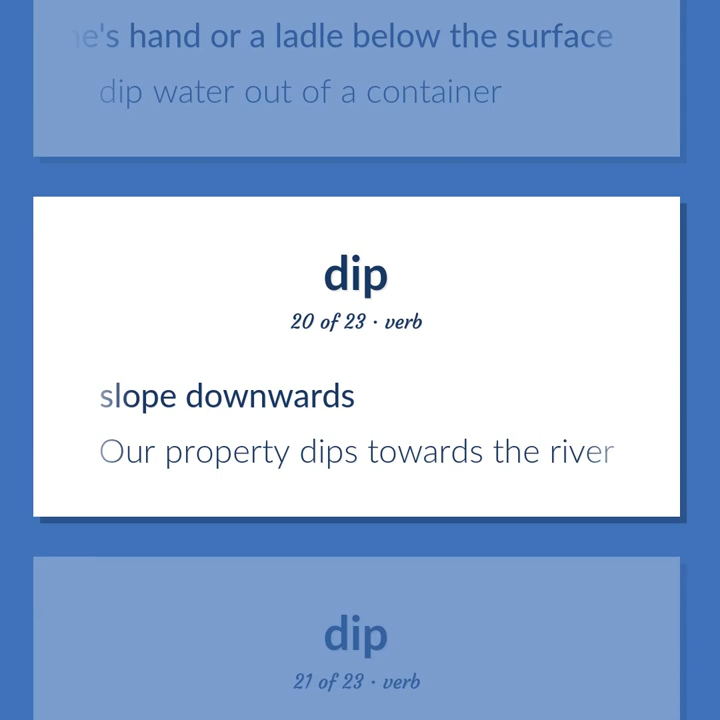 's hand or a ladle below the surface
dip water out of a container
dip
20 of 23 · verb
slope downwards
Our property dips towards the river
dip
21 of 23 · verb